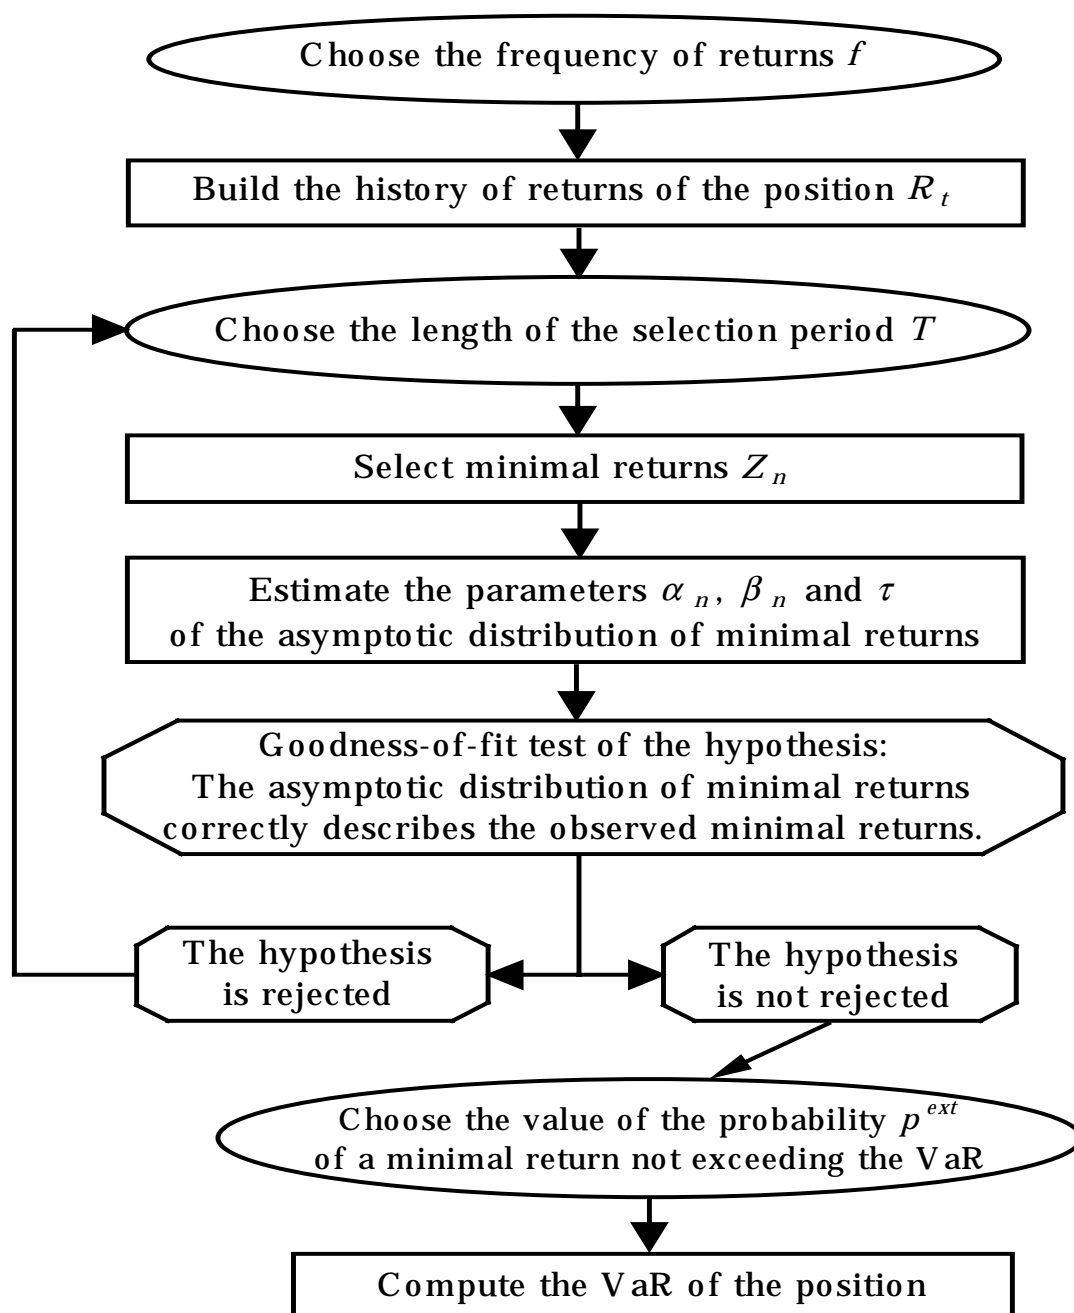 Choose the frequency of returns f
Build the history of returns of the position R t
Choose the length of the selection period T
Select minimal returns Z n
Estimate the parameters α n, β n and τ
of the asymptotic distribution of minimal returns
Goodness-of-fit test of the hypothesis:
The asymptotic distribution of minimal returns
correctly describes the observed minimal returns.
The hypothesis
is rejected
The hypothesis
is not rejected
Choose the value of the probability p ext
of a minimal return not exceeding the VaR
Compute the VaR of the position